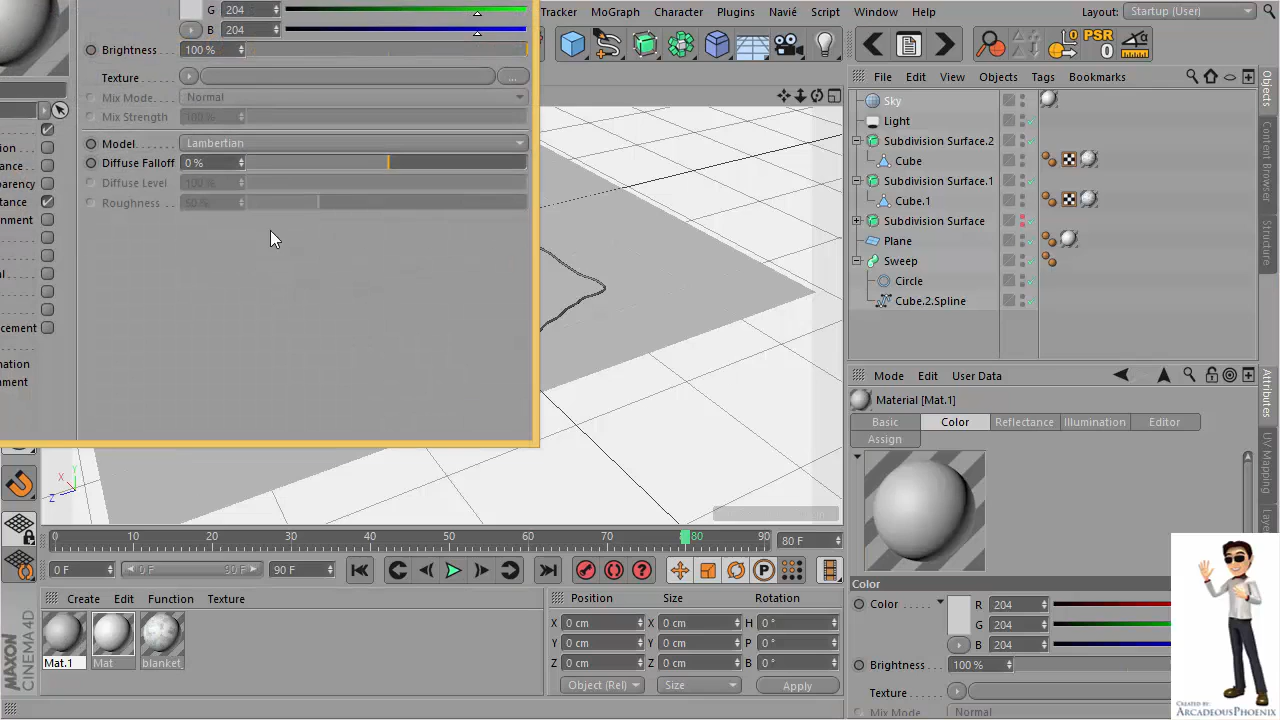 Tracker MoGraph Character Plugins Navié Script Window Help Layout: Startup (User)
G 204
B 204
Brightness 100 %
Texture ...
Mix Mode Normal
Mix Strength 100 %
Model Lambertian
Diffuse Falloff 0 %
Diffuse Level 100 %
Roughness 50 %
PSR
0
File Edit View Objects Tags Bookmarks
Sky
Light
Subdivision Surface.2
Cube
Subdivision Surface.1
Cube.1
Subdivision Surface
Plane
Sweep
Circle
Cube.2.Spline
Objects
Content Browser
Structure
Mode Edit User Data
Material [Mat.1]
Basic Color Reflectance Illumination Editor
Assign
Color
Color R 204
G 204
B 204
Brightness 100 %
Texture
Mix Mode Normal
Attributes
UV Mapping
0 10 20 30 40 50 60 70 80 90 80 F
0 F 0 F 90 F 90 F
Create Edit Function Texture
Mat.1 Mat blanket
Position Size Rotation
X 0 cm X 0 cm H 0 °
Y 0 cm Y 0 cm P 0 °
Z 0 cm Z 0 cm B 0 °
Object (Rel) Size Apply
X Y Z
MAXON
CINEMA 4D
CREATED BY:
ARCADEOUSPHOENIX